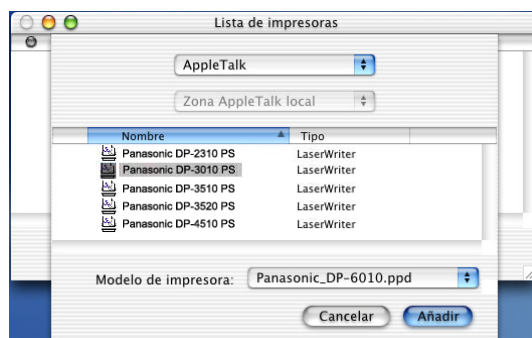 Lista de impresoras
AppleTalk
Zona AppleTalk local
Nombre Tipo
Panasonic DP-2310 PS LaserWriter
Panasonic DP-3010 PS LaserWriter
Panasonic DP-3510 PS LaserWriter
Panasonic DP-3520 PS LaserWriter
Panasonic DP-4510 PS LaserWriter
Modelo de impresora: Panasonic_DP-6010.ppd
Cancelar Añadir